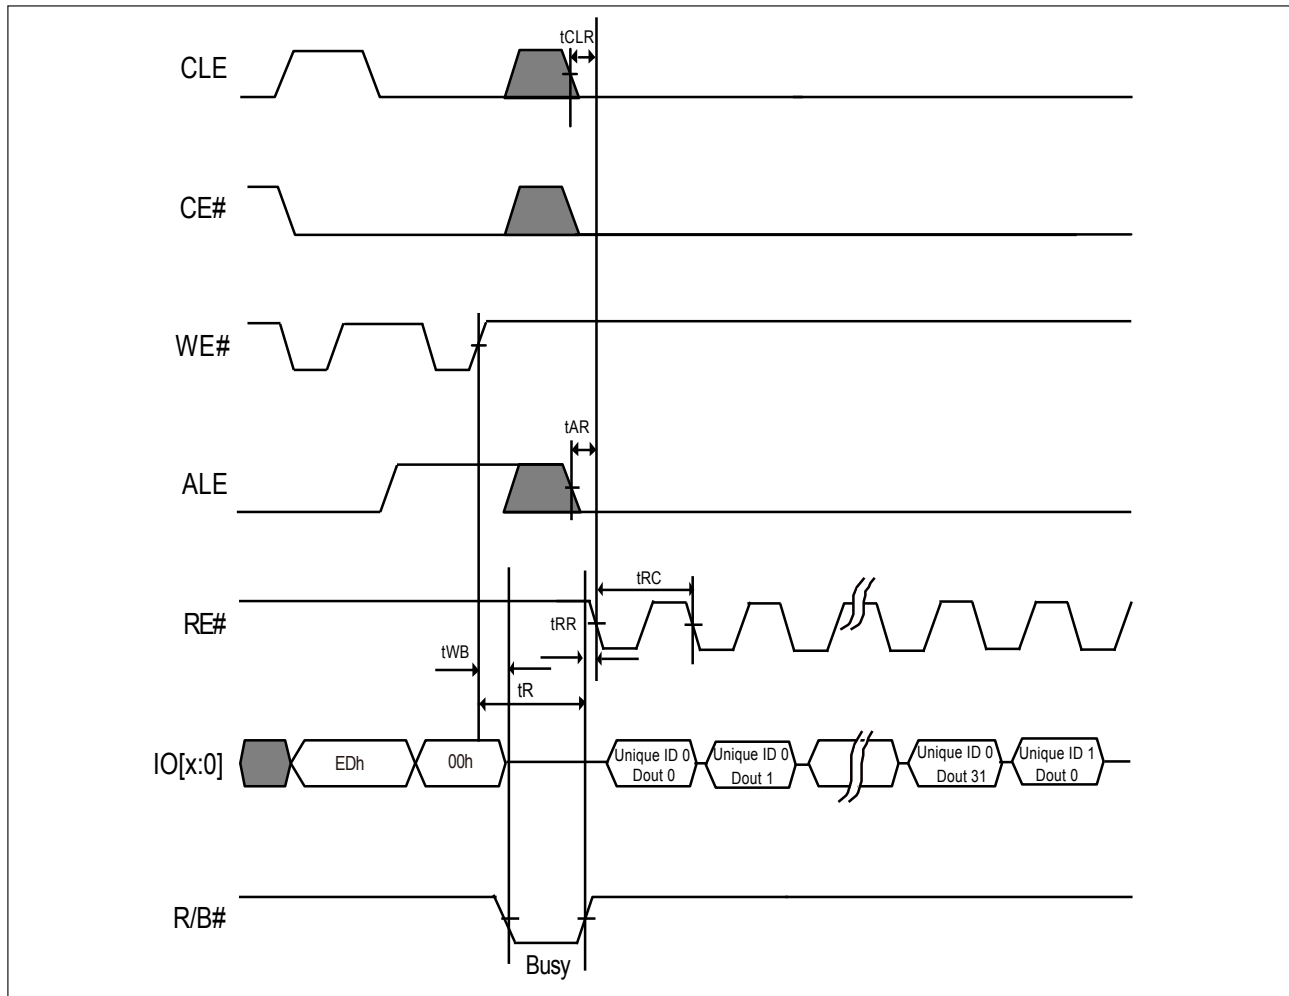 tCLR
CLE
CE#
WE#
tAR
ALE
tRC
RE#
tRR
tWB
tR
IO[x:0]
EDh
00h
Unique ID 0
Dout 0
Unique ID 0
Dout 1
Unique ID 0
Dout 31
Unique ID 1
Dout 0
R/B#
Busy